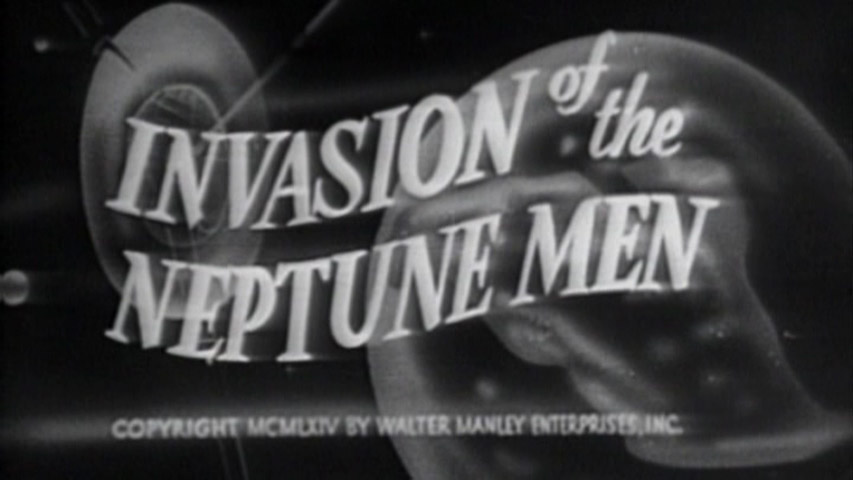 INVASION of the
NEPTUNE MEN
COPYRIGHT MCMLXIV BY WALTER MANLEY ENTERPRISES, INC.